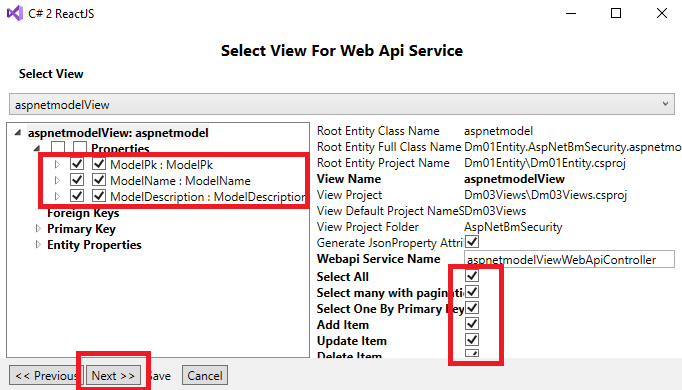 C# 2 ReactJS
Select View For Web Api Service
Select View
aspnetmodelView
aspnetmodelView: aspnetmodel
Properties
ModelPk : ModelPk
ModelName : ModelName
ModelDescription : ModelDescription
Foreign Keys
Primary Key
Entity Properties
Root Entity Class Name aspnetmodel
Root Entity Full Class Name Dm01Entity.AspNetBmSecurity.aspnetmo
Root Entity Project Name Dm01Entity\Dm01Entity.csproj
View Name aspnetmodelView
View Project Dm03Views\Dm03Views.csproj
View Default Project NameS Dm03Views
View Project Folder AspNetBmSecurity
Generate JsonProperty Attri
Webapi Service Name aspnetmodelViewWebApiController
Select All
Select many with paginati
Select One By Primary Key
Add Item
Update Item
Delete Item
<< Previous Next >> Save Cancel